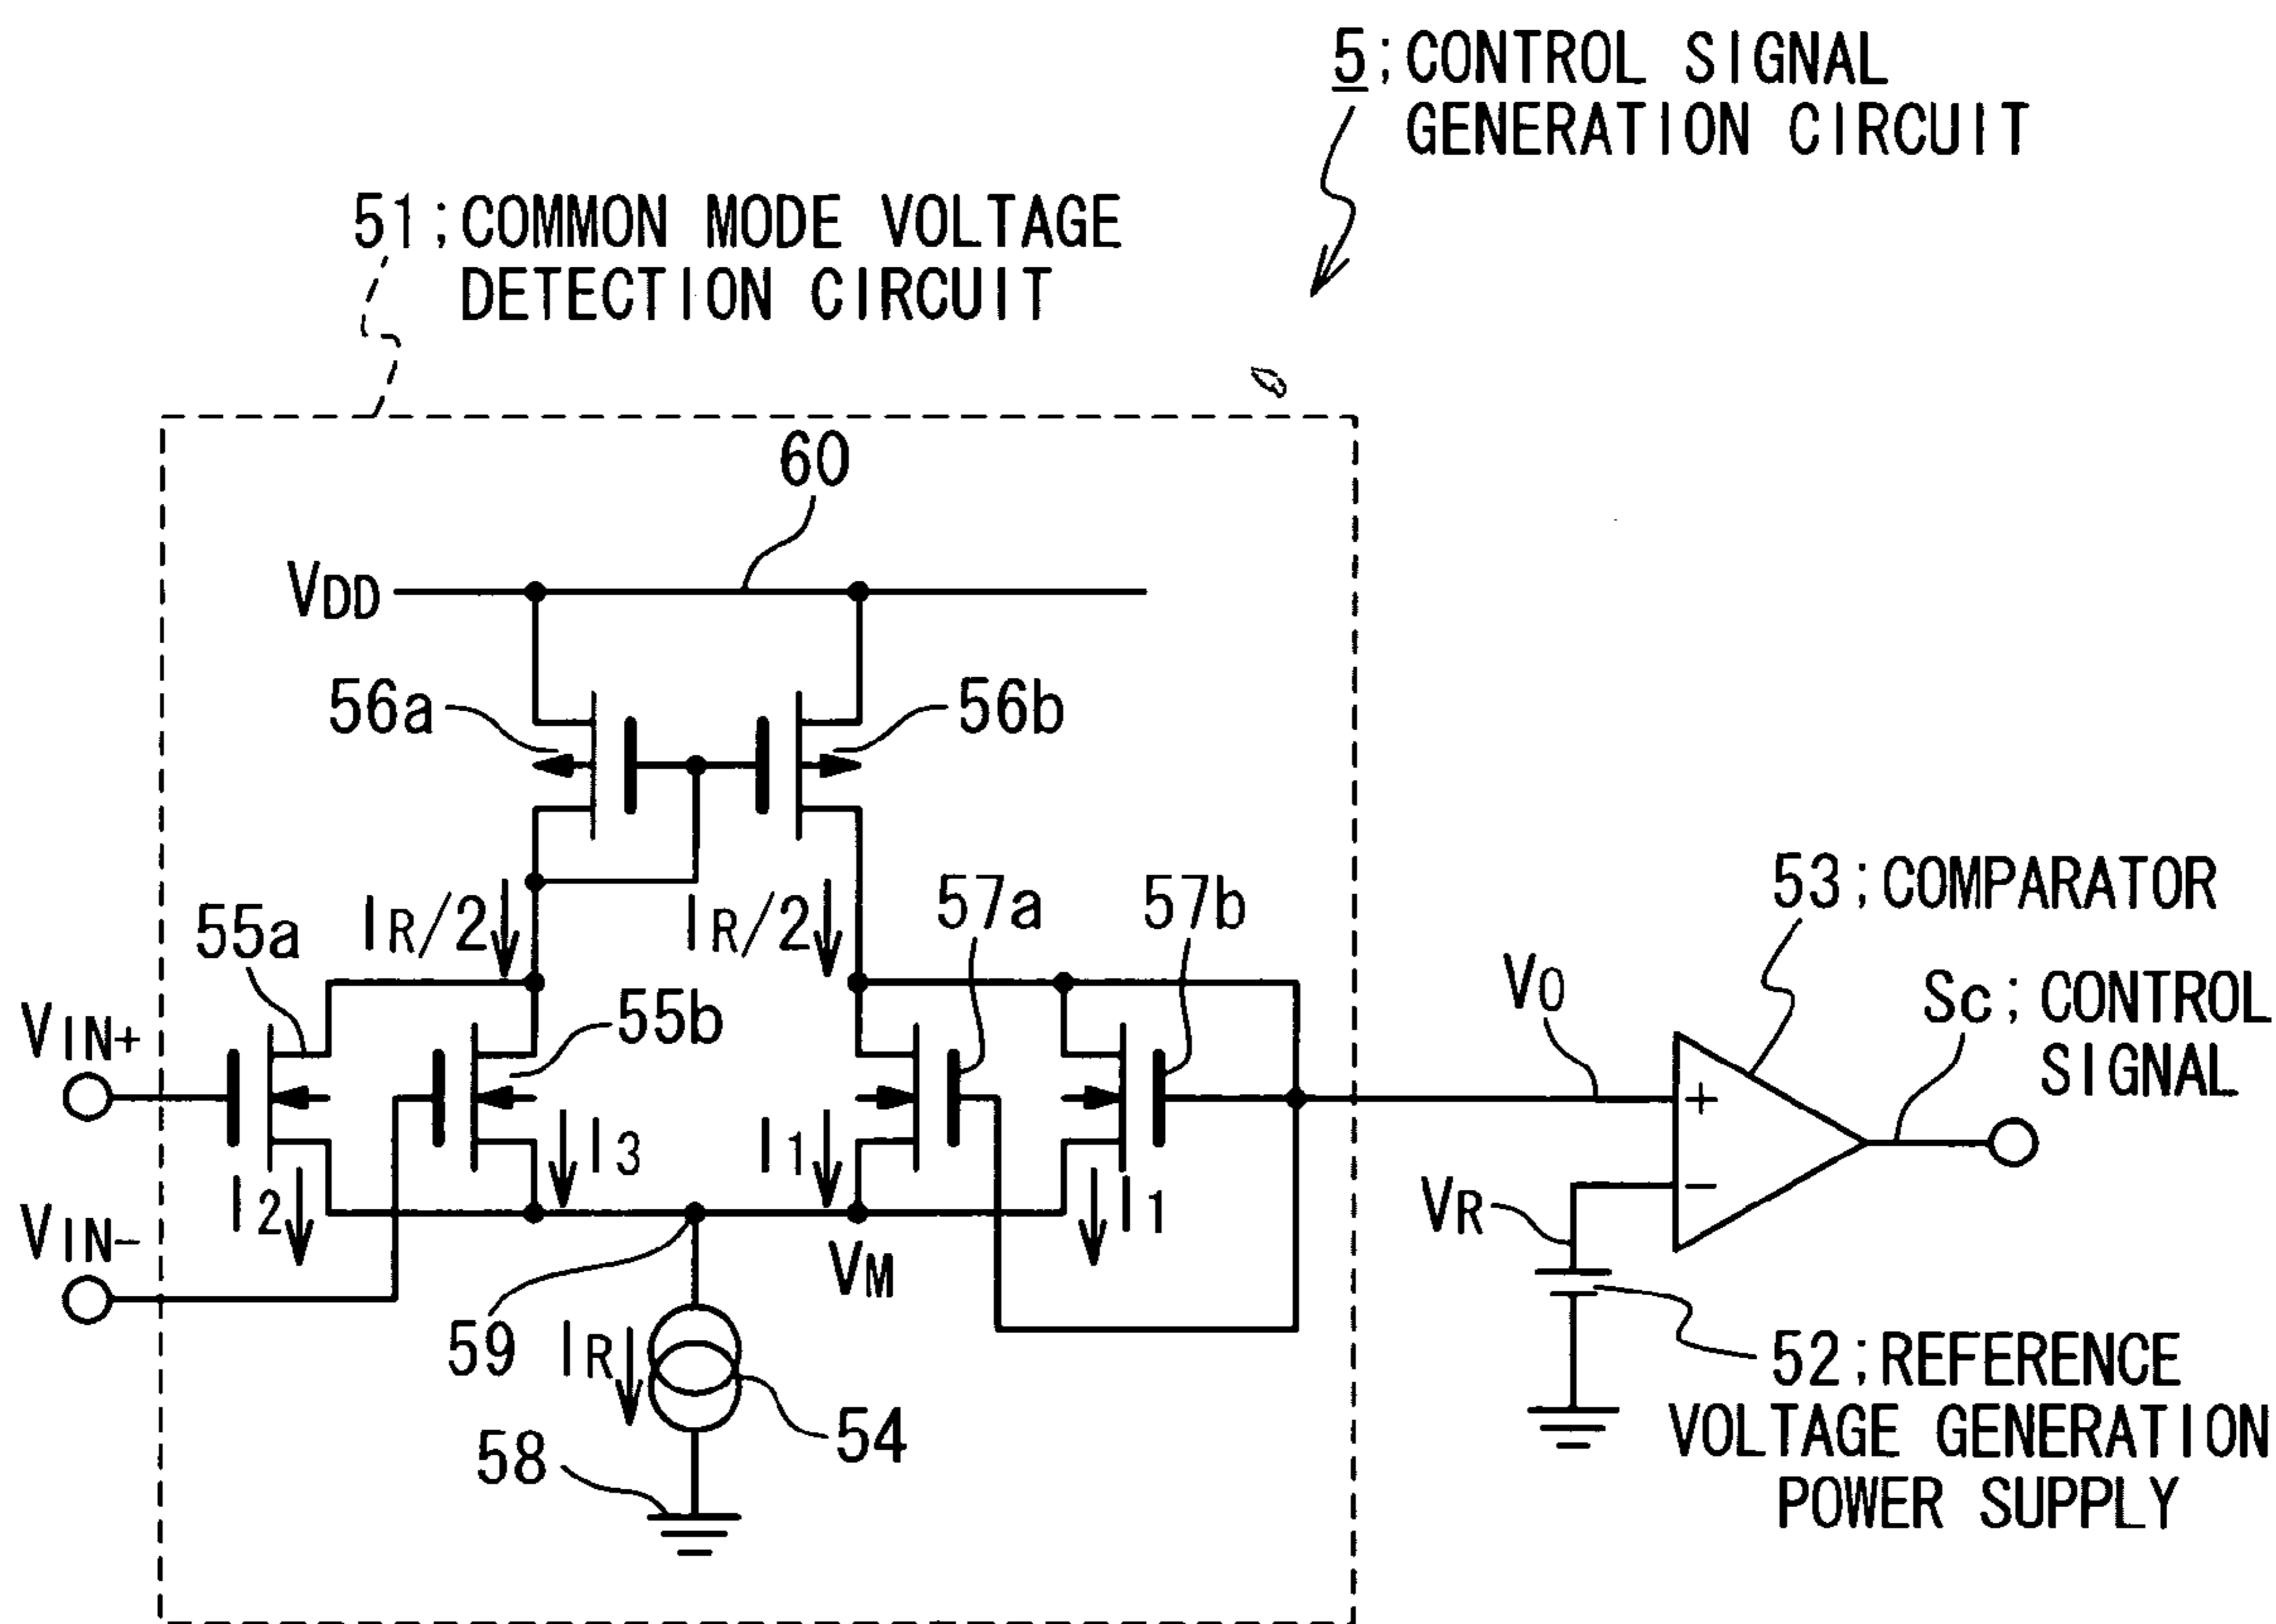 5;CONTROL SIGNAL
GENERATION CIRCUIT
51;COMMON MODE VOLTAGE
DETECTION CIRCUIT
60
VDD
56a
56b
55a
IR/2
IR/2
57a
57b
53;COMPARATOR
VIN+
55b
VO
Sc;CONTROL
SIGNAL
+
−
I2
I3
I1
I1
VIN-
VR
VM
59
IR
54
58
52;REFERENCE
VOLTAGE GENERATION
POWER SUPPLY